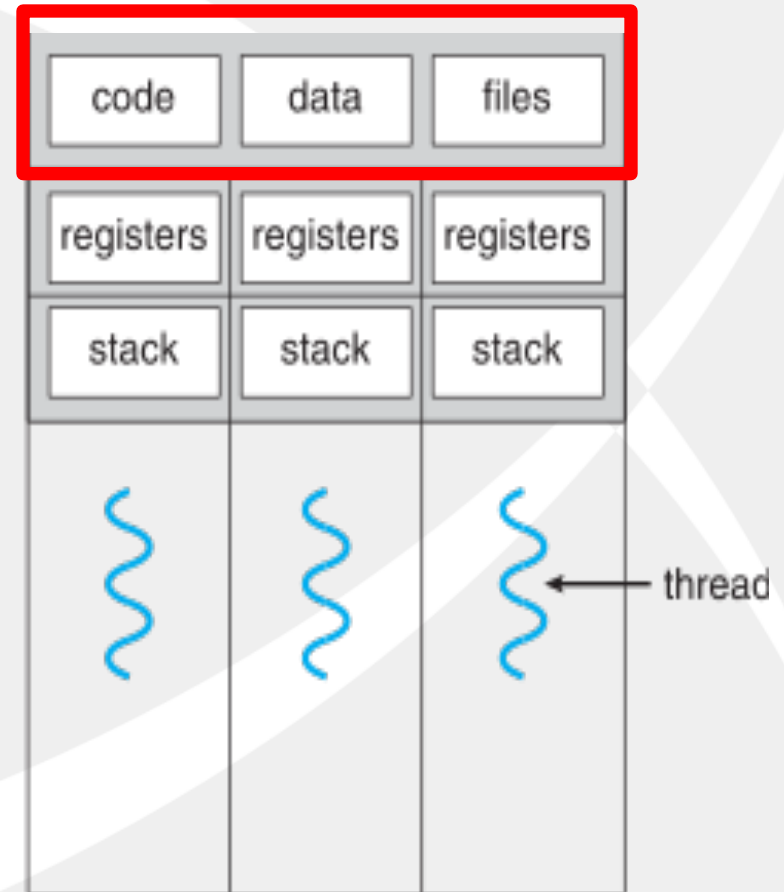 code data files
registers registers registers
stack stack stack
thread